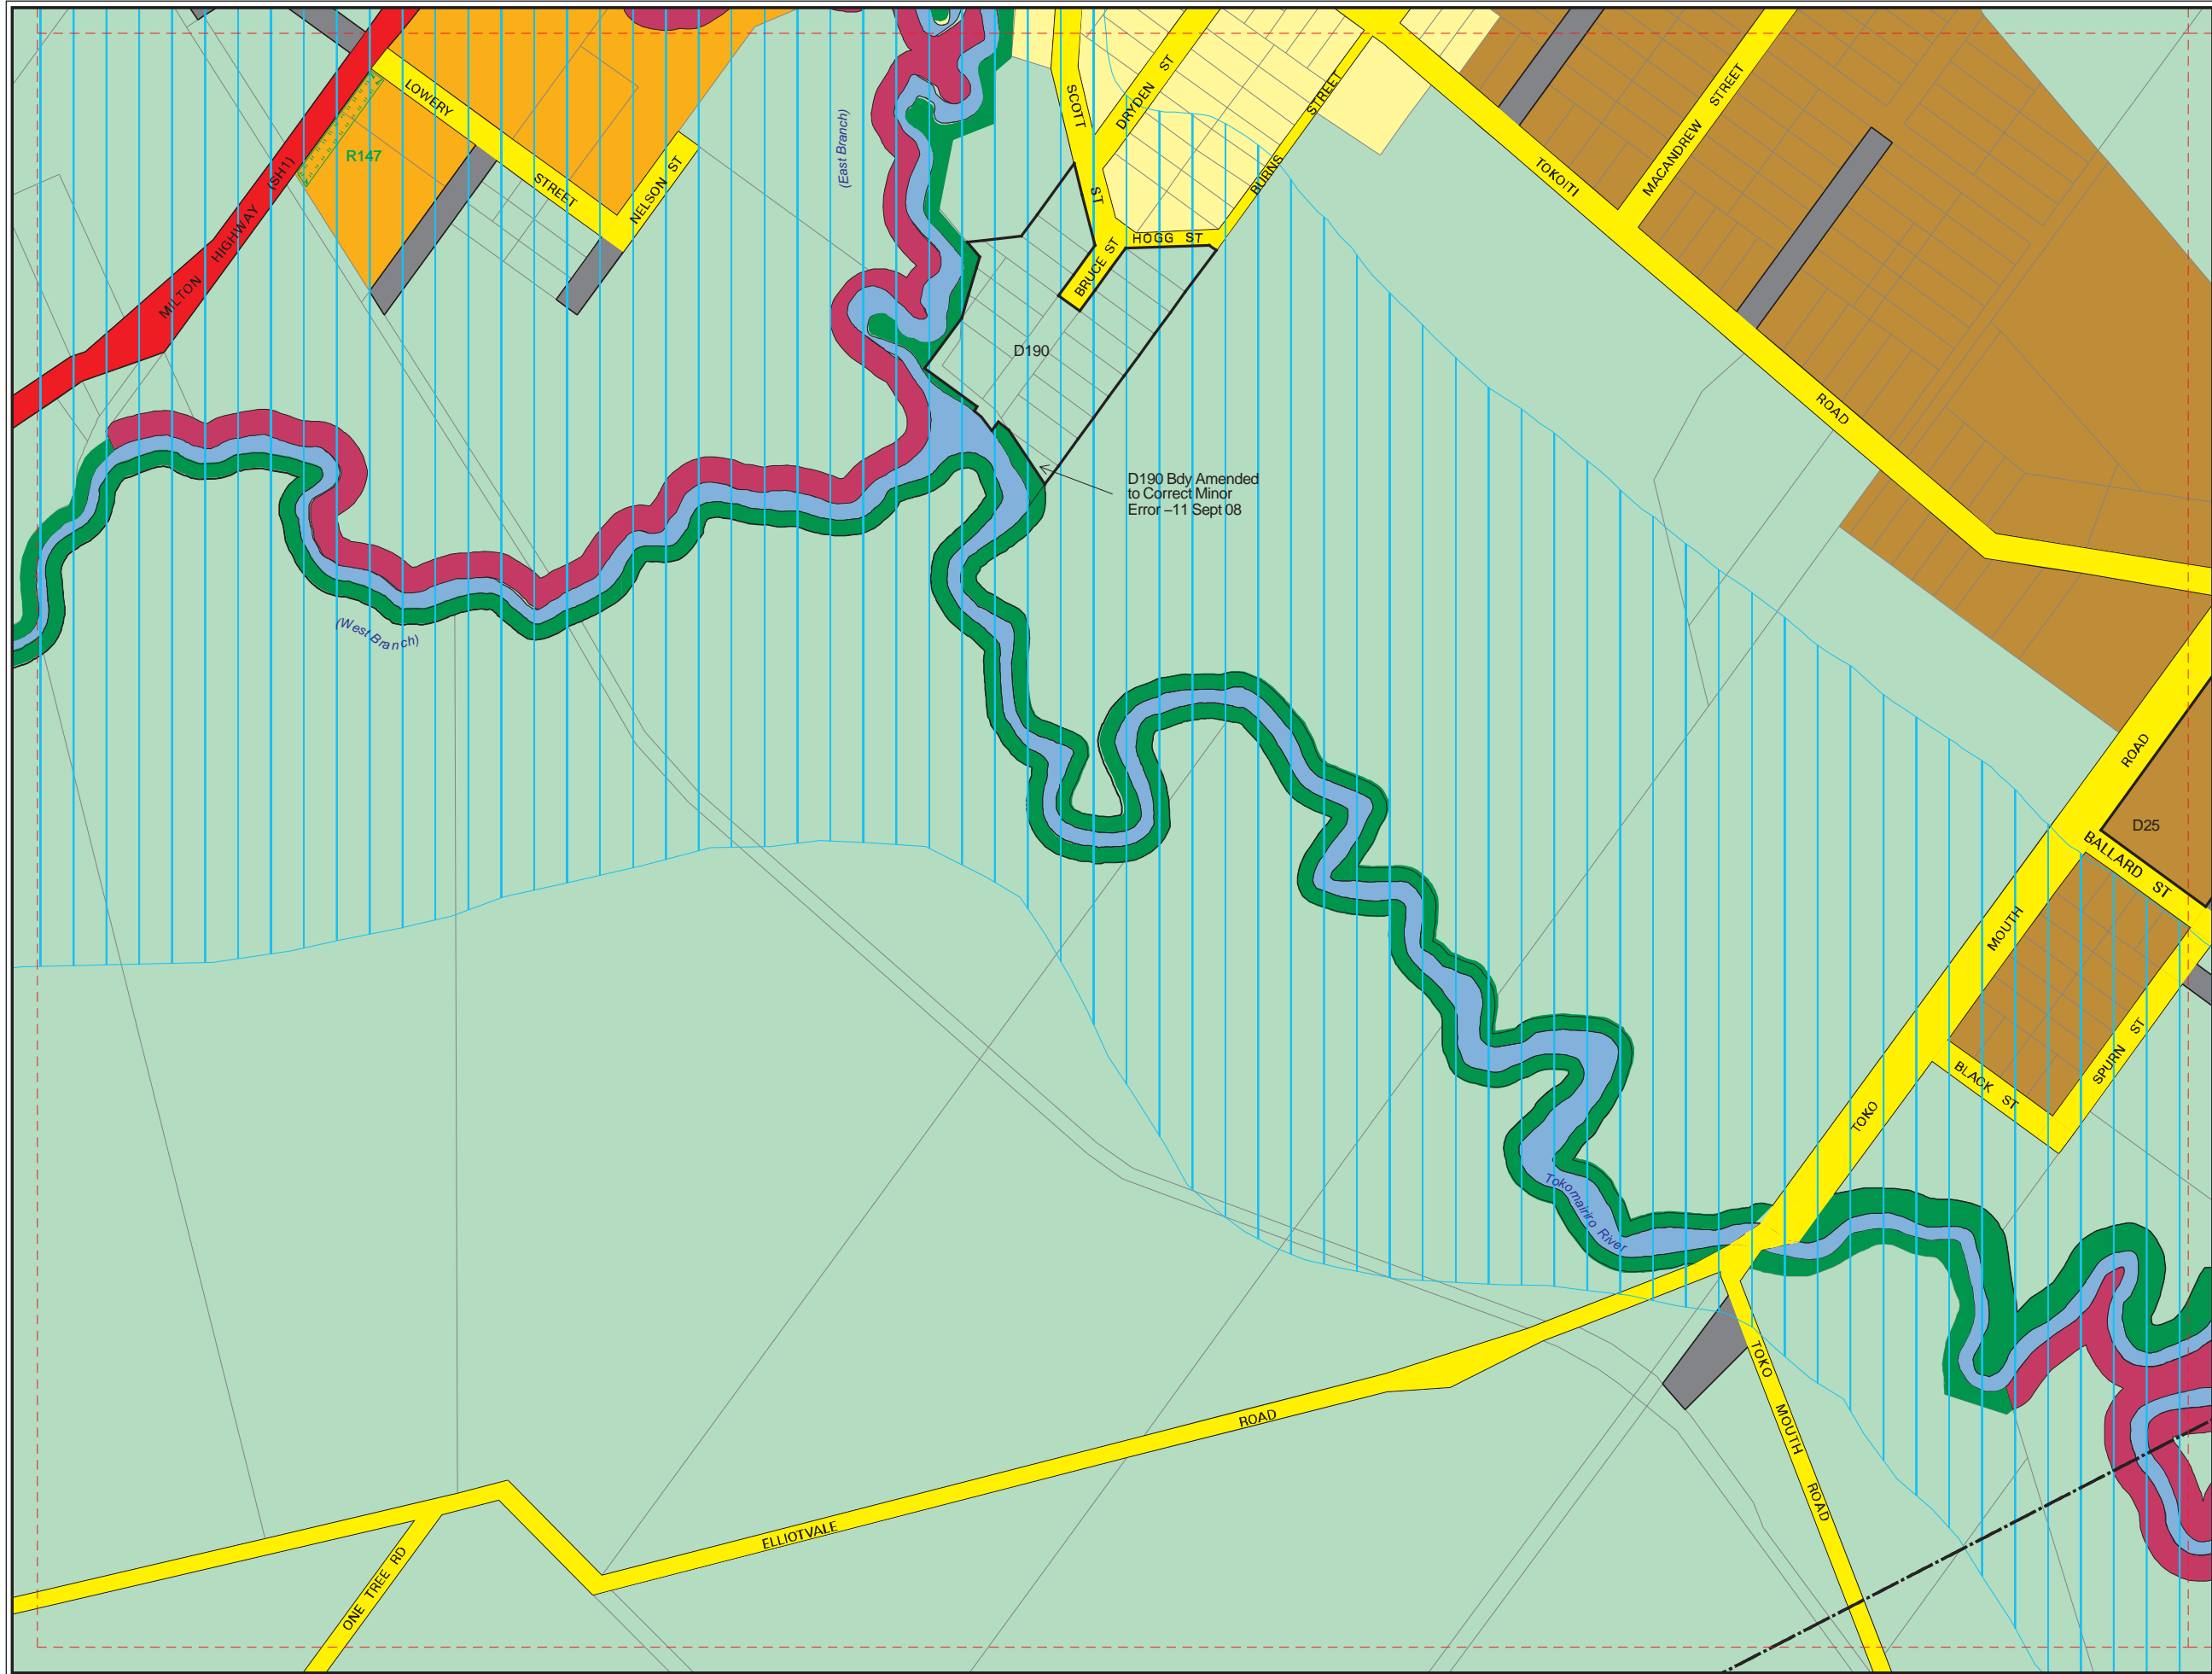 LOWERY
STREET
NELSON ST
R147
MILTON HIGHWAY (SH1)
(East Branch)
SCOTT
ST
DRYDEN ST
BURNS STREET
HOGG ST
BRUCE ST
TOKOITI
ROAD
MACANDREW STREET
D190
D190 Bdy Amended
to Correct Minor
Error –11 Sept 08
(West Branch)
ROAD
D25
BALLARD ST
MOUTH
SPURN ST
BLACK ST
TOKO
Tokomairiro River
TOKO
MOUTH
ROAD
ROAD
ELLIOTVALE
ONE TREE RD